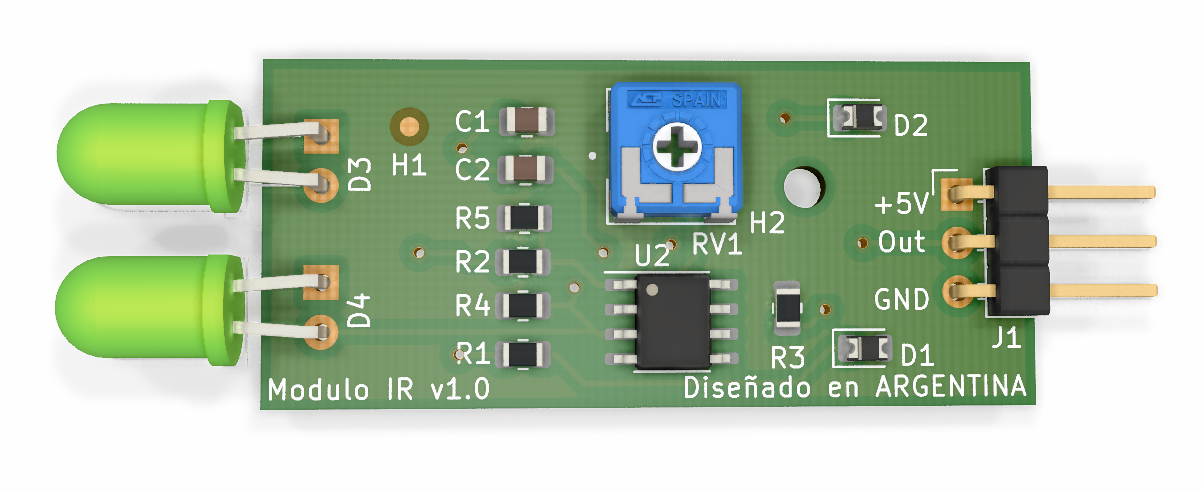 ACP SPAIN
C1
D2
C2
H1
D3
+5V
R5
H2
Out
RV1
U2
R2
GND
R4
D4
J1
R1
R3
D1
Modulo IR v1.0
Diseñado en ARGENTINA